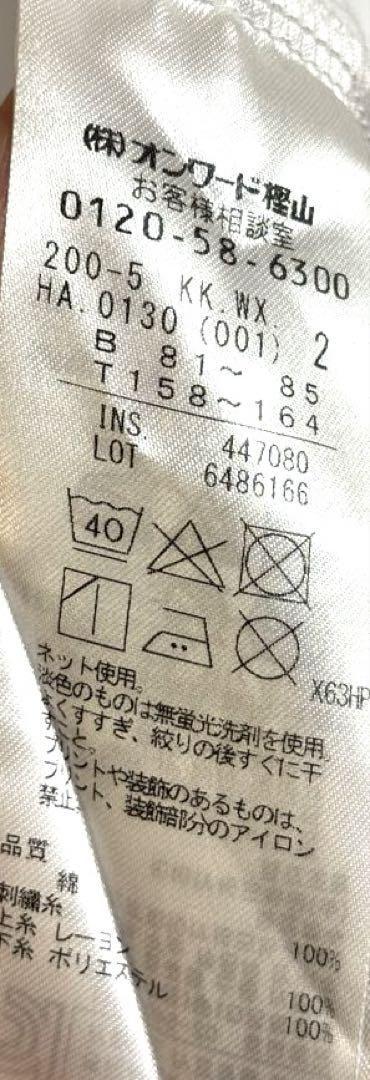 (株)オンワード樫山
お客様相談室
0120-58-6300
200-5 KK.WX. 2
HA.0130 (001)
B 81～ 85
T158～164
INS. 447080
LOT 6486166
40
X63HP
ネット使用。
淡色のものは無蛍光洗剤を使用。
よくすすぎ、絞りの後すぐに干
すこと。
プリントや装飾のあるものは、
プリント、装飾部分のアイロン
禁止。
品質
綿 100%
刺繍糸
上糸 レーヨン 100%
下糸 ポリエステル 100%